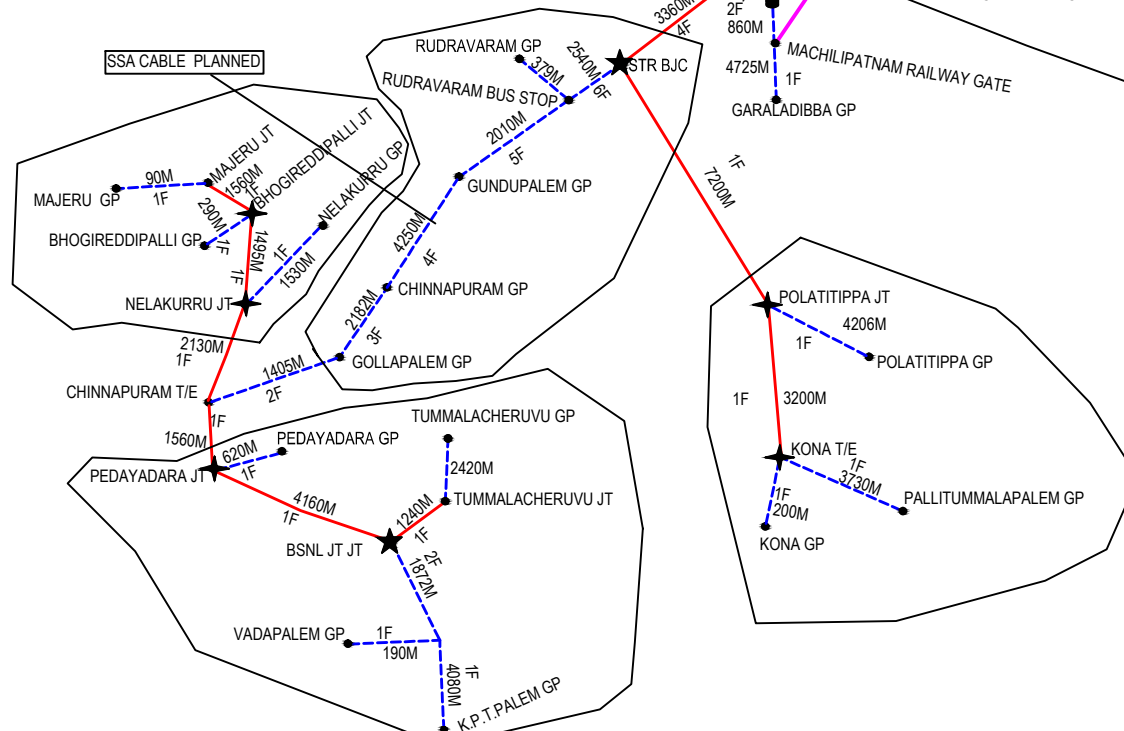 3360M
4F
2F
860M
MACHILIPATNAM RAILWAY GATE
4725M
1F
GARALADIBBA GP
SSA CABLE PLANNED
RUDRAVARAM GP
379M
2540M
6F
STR BJC
RUDRAVARAM BUS STOP
2010M
5F
GUNDUPALEM GP
4250M
4F
CHINNAPURAM GP
2182M
3F
GOLLAPALEM GP
1405M
2F
MAJERU JT
90M
1F
MAJERU GP
1560M
1F
BHOGIREDDIPALLI JT
290M
1F
BHOGIREDDIPALLI GP
NELAKURRU GP
1495M
1F
1F
1530M
NELAKURRU JT
2130M
1F
CHINNAPURAM T/E
1F
1560M
620M
1F
PEDAYADARA GP
PEDAYADARA JT
4160M
1F
TUMMALACHERUVU GP
2420M
TUMMALACHERUVU JT
1240M
1F
BSNL JT JT
2F
1872M
VADAPALEM GP
1F
190M
1F
4080M
K.P.T.PALEM GP
1F
7200M
POLATITIPPA JT
4206M
1F
POLATITIPPA GP
1F
3200M
KONA T/E
1F
3730M
PALLITUMMALAPALEM GP
1F
200M
KONA GP